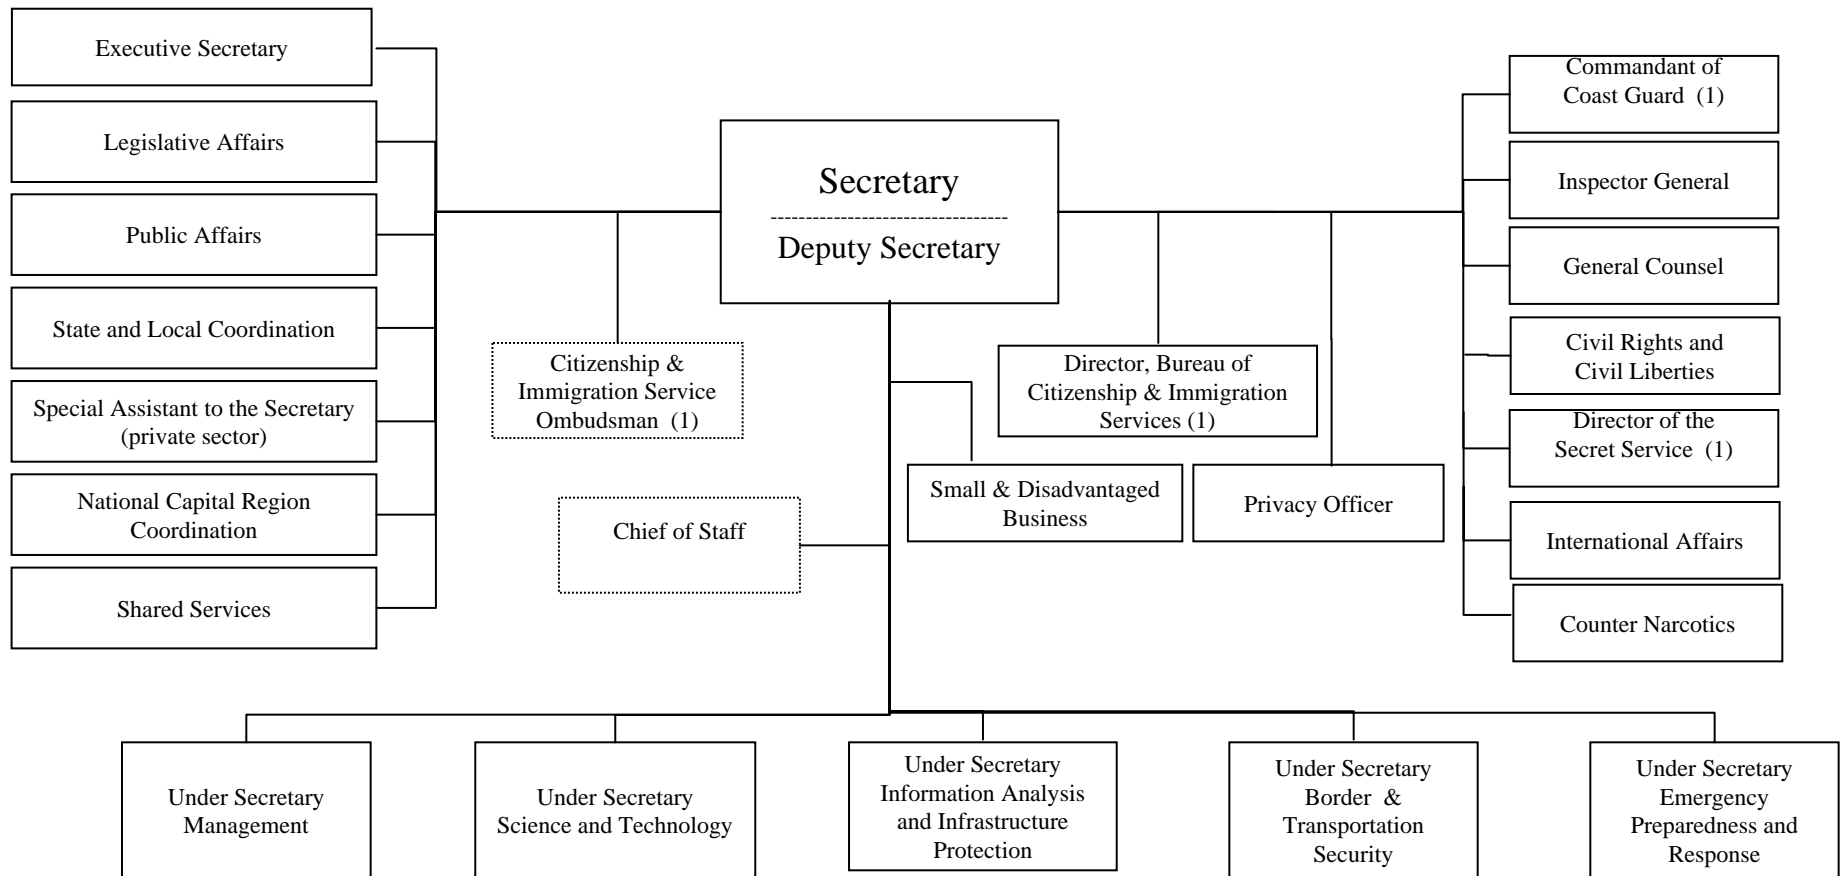 Executive Secretary
Legislative Affairs
Public Affairs
State and Local Coordination
Special Assistant to the Secretary
(private sector)
National Capital Region
Coordination
Shared Services
Secretary
----------------------------------
Deputy Secretary
Citizenship &
Immigration Service
Ombudsman (1)
Chief of Staff
Director, Bureau of
Citizenship & Immigration
Services (1)
Small & Disadvantaged
Business
Privacy Officer
Commandant of
Coast Guard (1)
Inspector General
General Counsel
Civil Rights and
Civil Liberties
Director of the
Secret Service (1)
International Affairs
Counter Narcotics
Under Secretary
Management
Under Secretary
Science and Technology
Under Secretary
Information Analysis
and Infrastructure
Protection
Under Secretary
Border &
Transportation
Security
Under Secretary
Emergency
Preparedness and
Response